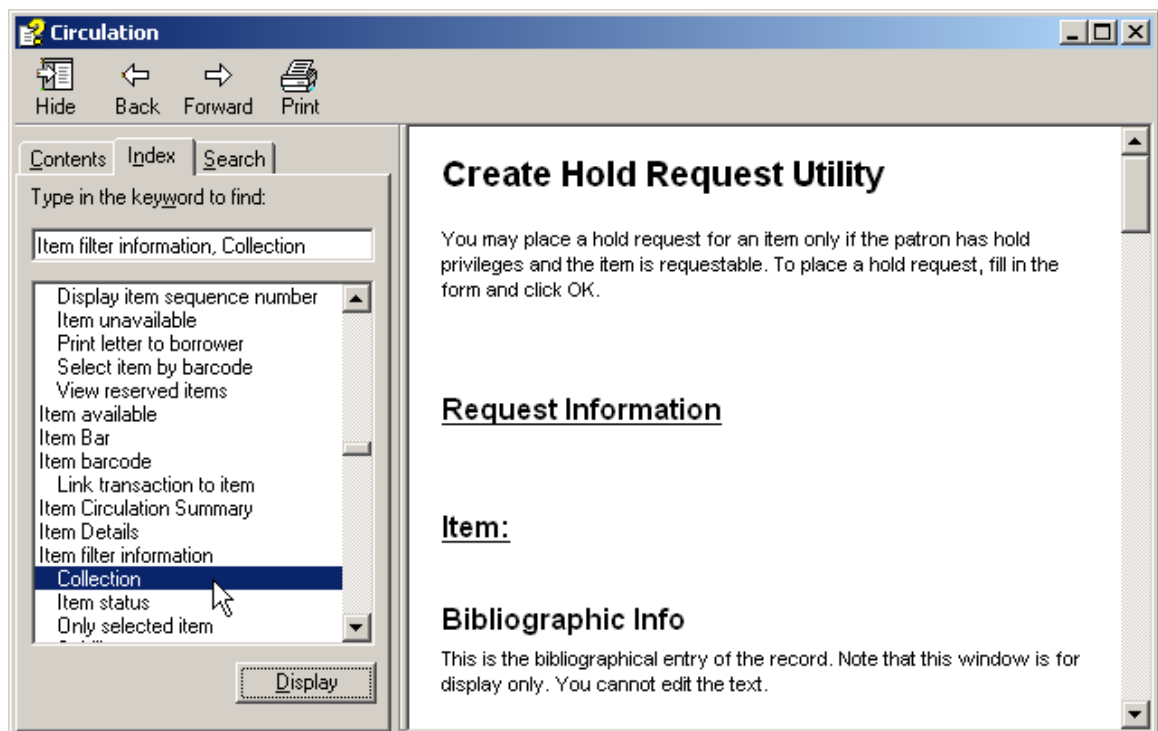 Circulation
Hide Back Forward Print
Contents Index Search
Type in the keyword to find:
Item filter information, Collection
Display item sequence number
Item unavailable
Print letter to borrower
Select item by barcode
View reserved items
Item available
Item Bar
Item barcode
Link transaction to item
Item Circulation Summary
Item Details
Item filter information
Collection
Item status
Only selected item
Display
Create Hold Request Utility
You may place a hold request for an item only if the patron has hold
privileges and the item is requestable. To place a hold request, fill in the
form and click OK.
Request Information
Item:
Bibliographic Info
This is the bibliographical entry of the record. Note that this window is for
display only. You cannot edit the text.